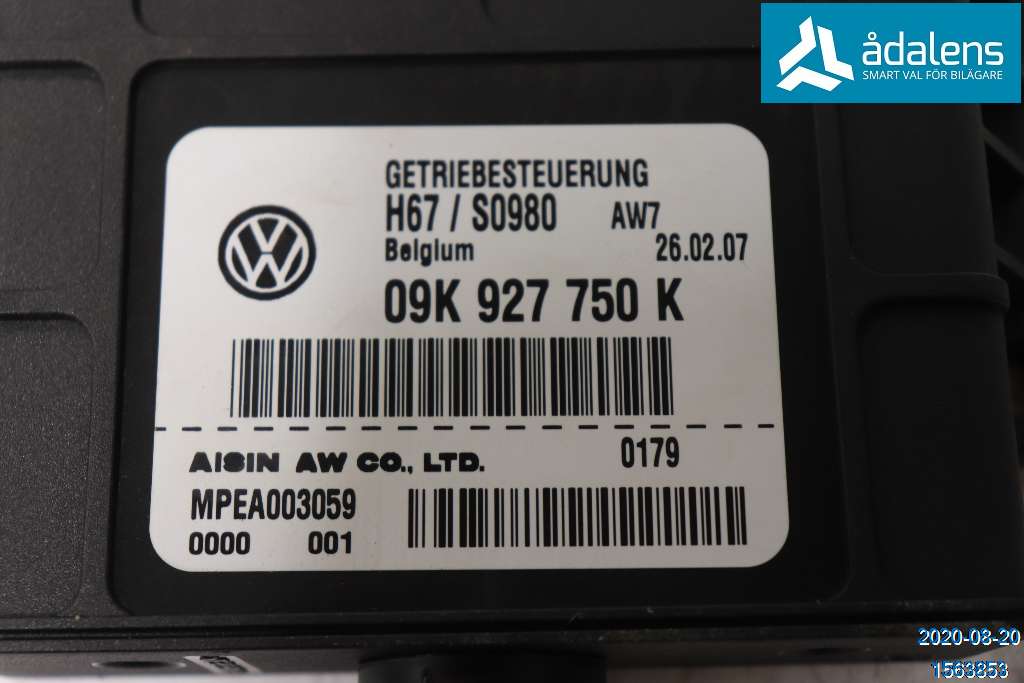 ådalens
SMART VAL FÖR BILÄGARE
GETRIEBESTEUERUNG
H67 / S0980 AW7
Belgium 26.02.07
09K 927 750 K
AISIN AW CO., LTD. 0179
MPEA003059
0000 001
2020-08-20
1563853